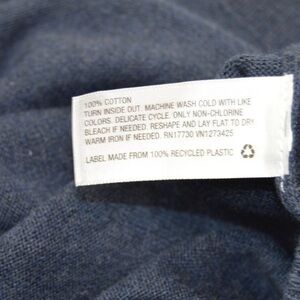 100% COTTON
TURN INSIDE OUT. MACHINE WASH COLD WITH LIKE
COLORS. DELICATE CYCLE. ONLY NON-CHLORINE
BLEACH IF NEEDED. RESHAPE AND LAY FLAT TO DRY.
WARM IRON IF NEEDED. RN17730 VN1273425
LABEL MADE FROM 100% RECYCLED PLASTIC